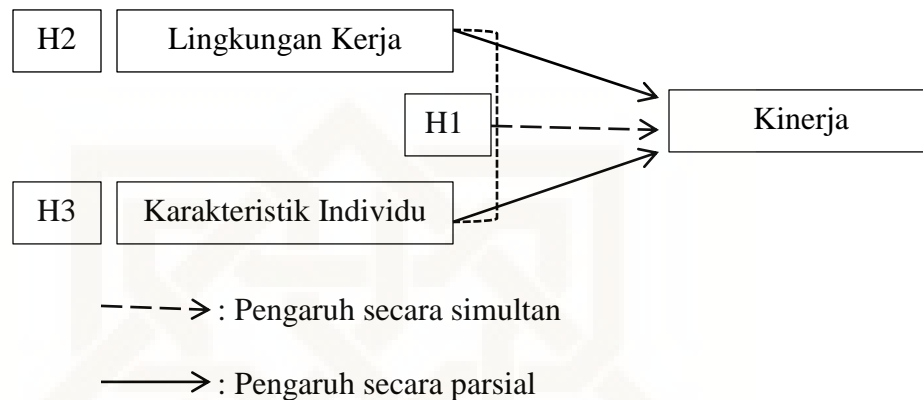 H2
Lingkungan Kerja
H1
Kinerja
H3
Karakteristik Individu
: Pengaruh secara simultan
: Pengaruh secara parsial